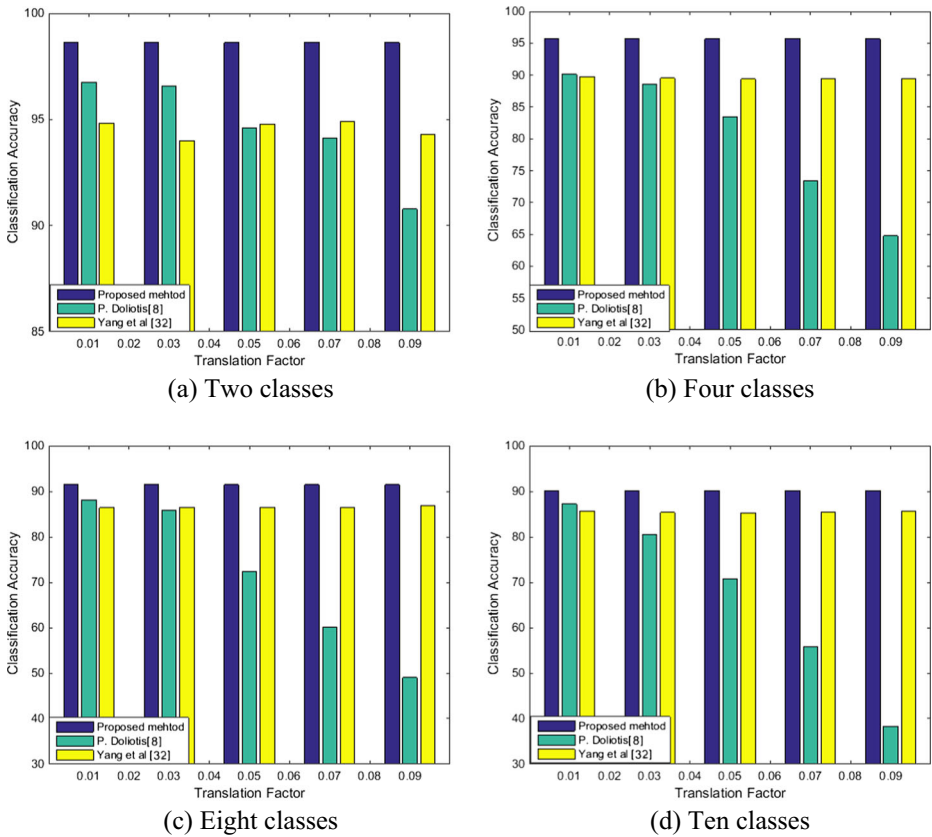 100
95
90
85
Classification Accuracy
Proposed mehtod
P. Doliotis[8]
Yang et al [32]
0.01 0.02 0.03 0.04 0.05 0.06 0.07 0.08 0.09
Translation Factor
(a) Two classes
100
95
90
85
80
75
70
65
60
55
50
Classification Accuracy
Proposed mehtod
P. Doliotis[8]
Yang et al [32]
0.01 0.02 0.03 0.04 0.05 0.06 0.07 0.08 0.09
Translation Factor
(b) Four classes
100
90
80
70
60
50
40
30
Classification Accuracy
Proposed mehtod
P. Doliotis[8]
Yang et al [32]
0.01 0.02 0.03 0.04 0.05 0.06 0.07 0.08 0.09
Translation Factor
(c) Eight classes
100
90
80
70
60
50
40
30
Classification Accuracy
Proposed mehtod
P. Doliotis[8]
Yang et al [32]
0.01 0.02 0.03 0.04 0.05 0.06 0.07 0.08 0.09
Translation Factor
(d) Ten classes